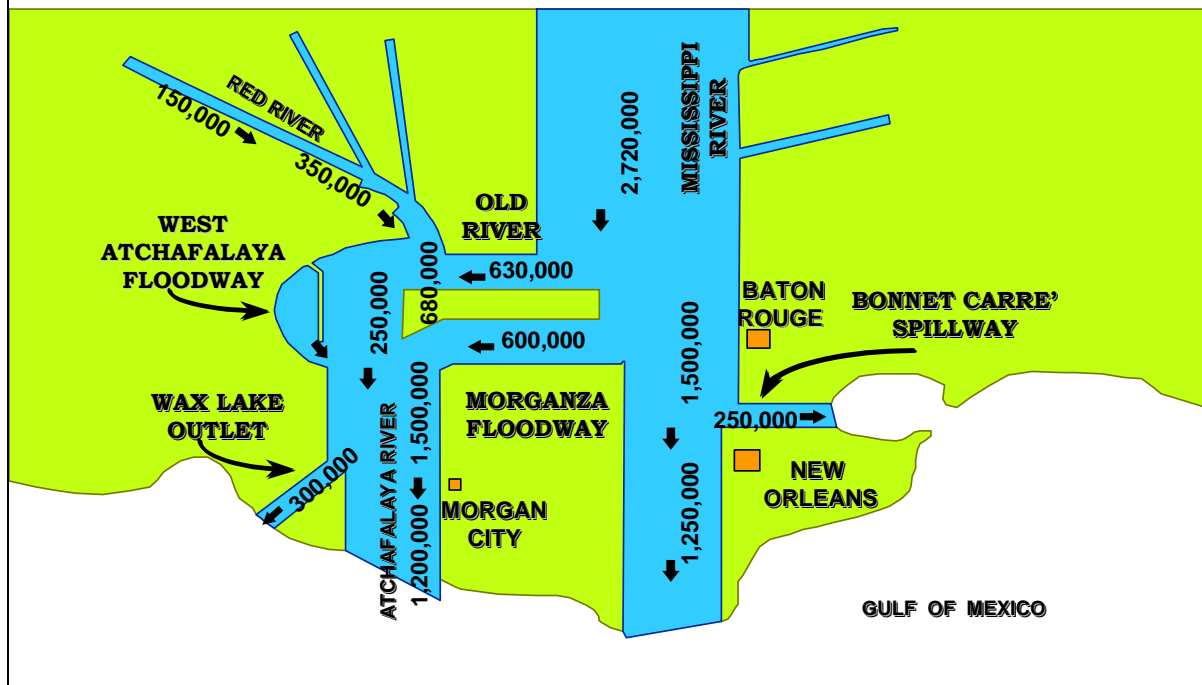 RED RIVER
150,000
350,000
MISSISSIPPI
RIVER
2,720,000
OLD
RIVER
WEST
ATCHAFALAYA
FLOODWAY
630,000
680,000
250,000
600,000
BATON
ROUGE
BONNET CARRE’
SPILLWAY
1,500,000
WAX LAKE
OUTLET
MORGANZA
FLOODWAY
1,500,000
250,000
300,000
ATCHAFALAYA RIVER
1,200,000
MORGAN
CITY
1,250,000
NEW
ORLEANS
GULF OF MEXICO